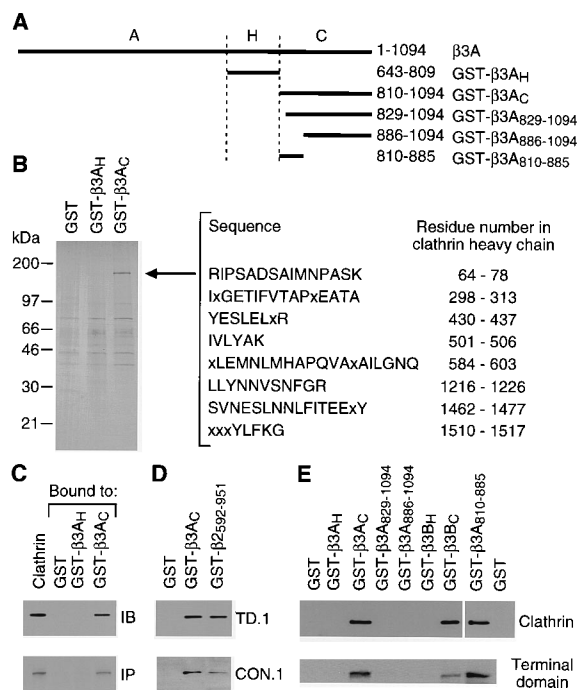 A
A H C
1-1094 β3A
643-809 GST-β3AH
810-1094 GST-β3AC
829-1094 GST-β3A829-1094
886-1094 GST-β3A886-1094
810-885 GST-β3A810-885
B
GST
GST-β3AH
GST-β3AC
kDa
200
97
66
46
30
21
Sequence Residue number in clathrin heavy chain
RIPSADSAIMNPASK 64 - 78
IxGETIFVTAPxEATA 298 - 313
YESLELxR 430 - 437
IVLYAK 501 - 506
xLEMNLMHAPQVAxAILGNQ 584 - 603
LLYNNVSNFGR 1216 - 1226
SVNESLNNLFITEExY 1462 - 1477
xxxYLFKG 1510 - 1517
C
Bound to:
Clathrin
GST
GST-β3AH
GST-β3AC
IB
IP
D
GST
GST-β3AC
GST-β2592-951
TD.1
CON.1
E
GST
GST-β3AH
GST-β3AC
GST-β3A829-1094
GST-β3A886-1094
GST-β3BH
GST-β3BC
GST-β3A810-885
GST
Clathrin
Terminal domain